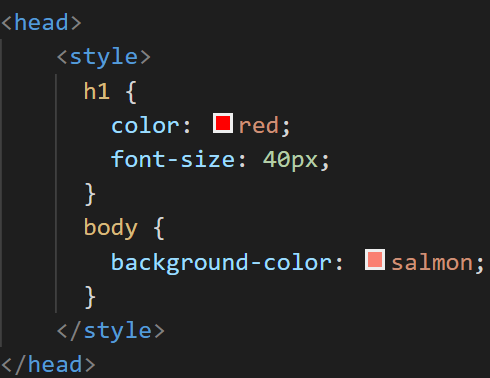 <head>
<style>
h1 {
color: red;
font-size: 40px;
}
body {
background-color: salmon;
}
</style>
</head>